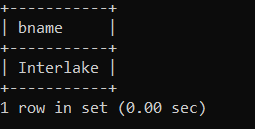 +-----------+
| bname     |
+-----------+
| Interlake |
+-----------+
1 row in set (0.00 sec)